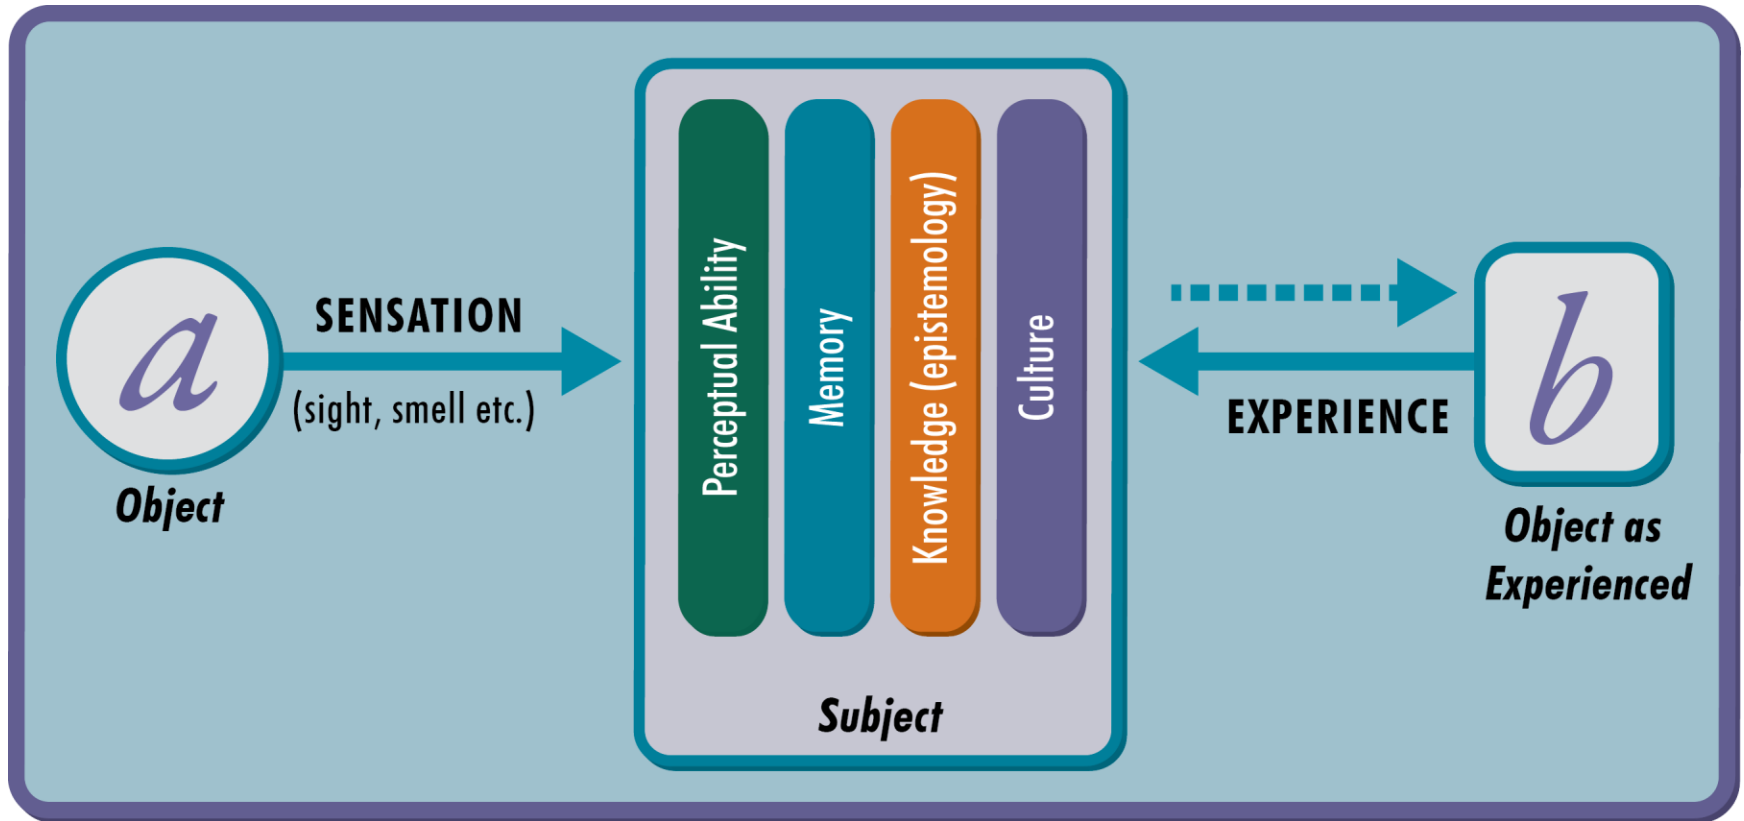 a
Object
SENSATION
(sight, smell etc.)
Perceptual Ability
Memory
Knowledge (epistemology)
Culture
Subject
EXPERIENCE
b
Object as
Experienced